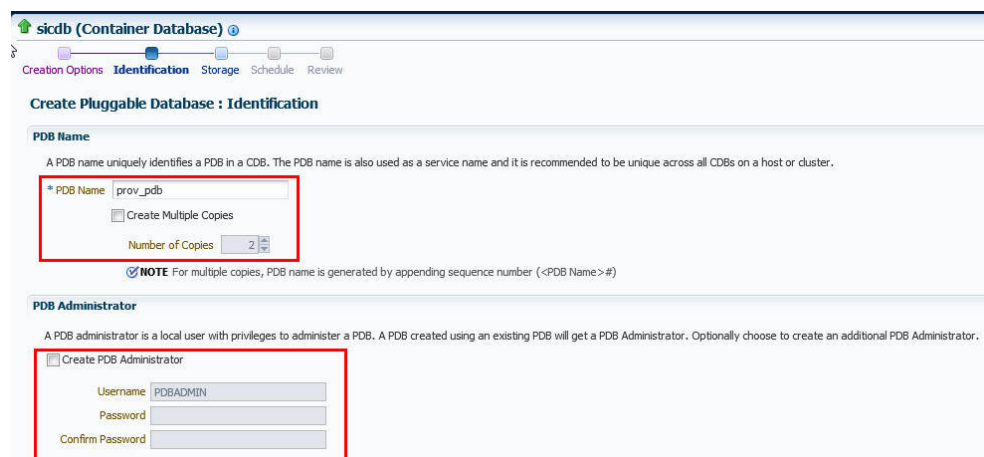 sicdb (Container Database)
Creation Options Identification Storage Schedule Review
Create Pluggable Database : Identification
PDB Name
A PDB name uniquely identifies a PDB in a CDB. The PDB name is also used as a service name and it is recommended to be unique across all CDBs on a host or cluster.
* PDB Name prov_pdb
Create Multiple Copies
Number of Copies 2
NOTE For multiple copies, PDB name is generated by appending sequence number (<PDB Name>#)
PDB Administrator
A PDB administrator is a local user with privileges to administer a PDB. A PDB created using an existing PDB will get a PDB Administrator. Optionally choose to create an additional PDB Administrator.
Create PDB Administrator
Username PDBADMIN
Password
Confirm Password